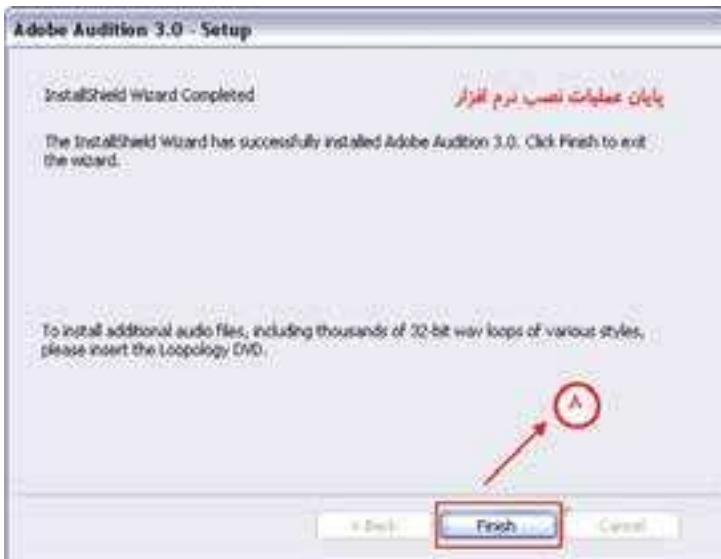 Adobe Audition 3.0 - Setup
InstallShield Wizard Completed
پایان عملیات نصب نرم افزار
The InstallShield Wizard has successfully installed Adobe Audition 3.0. Click Finish to exit
the wizard.
To install additional audio files, including thousands of 32-bit wav loops of various styles,
please insert the Loopology DVD.
۸
< Back
Finish
Cancel